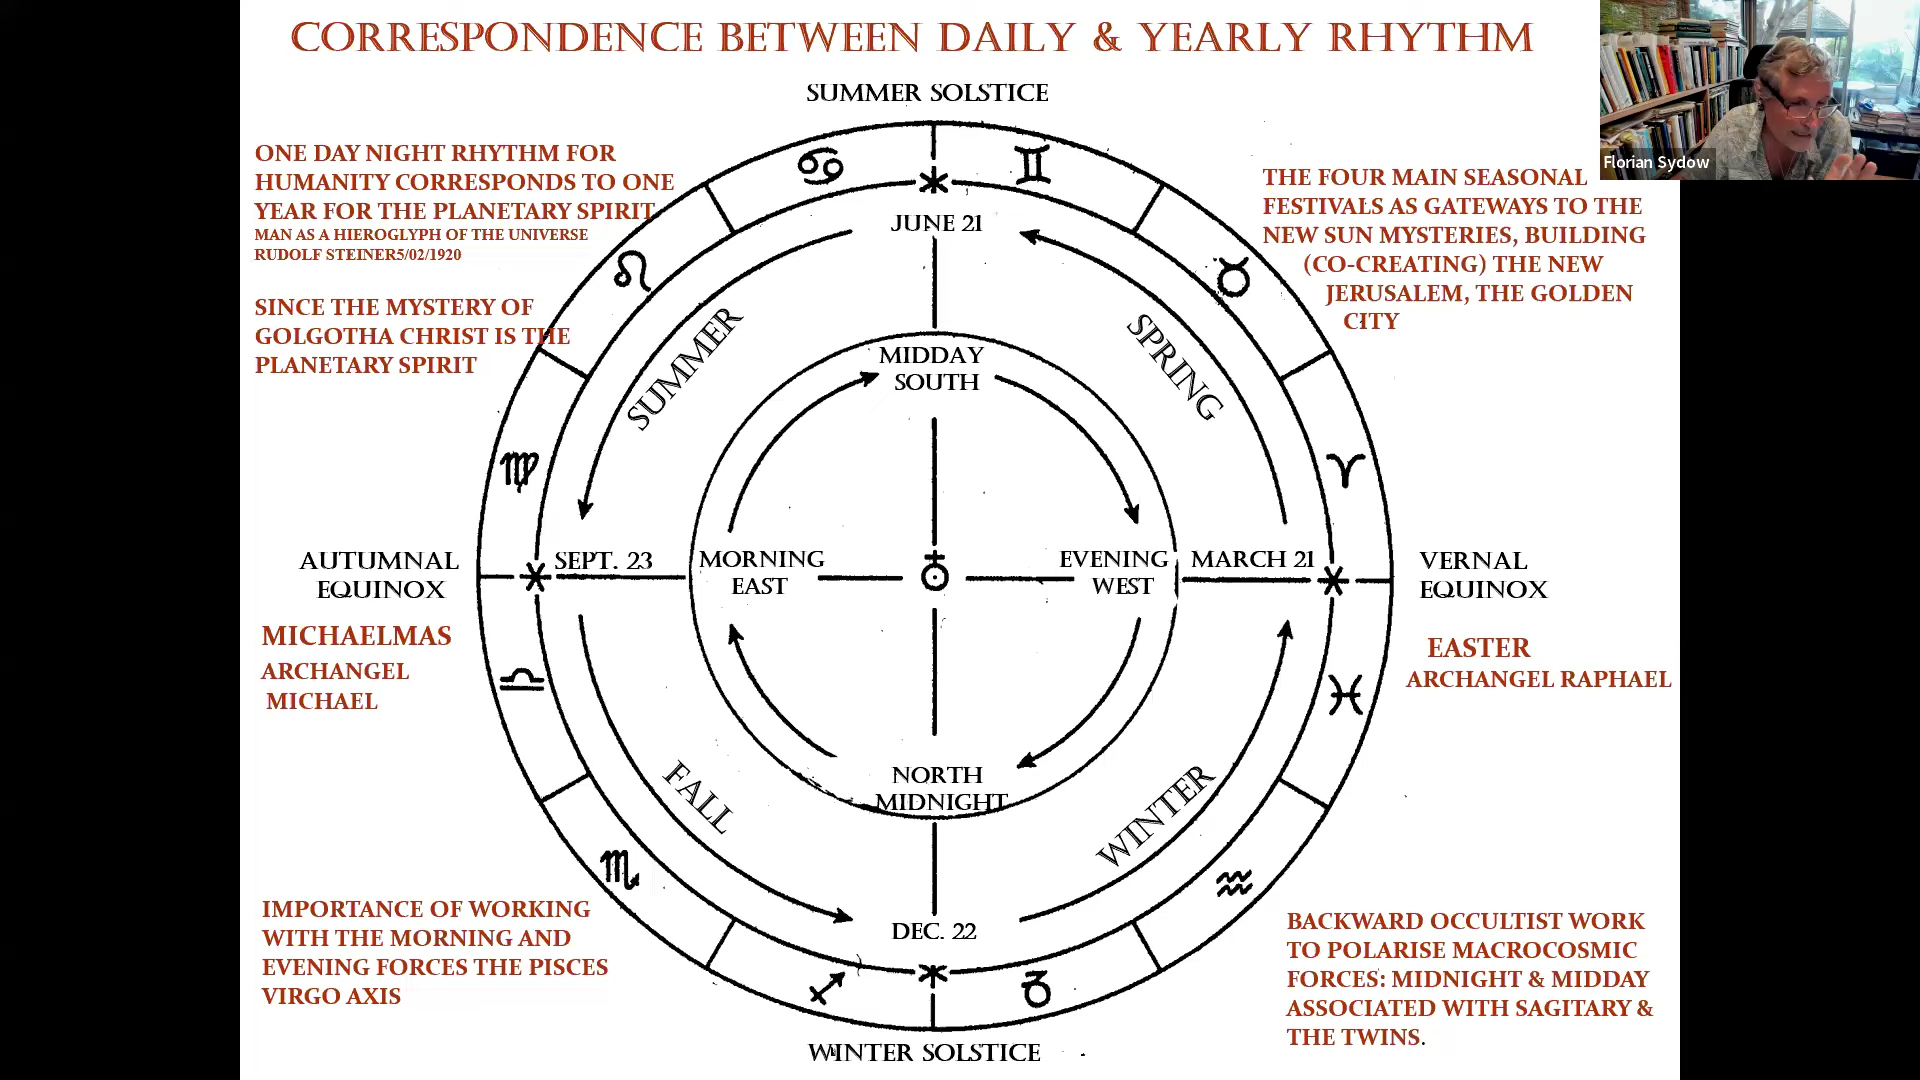 CORRESPONDENCE BETWEEN DAILY & YEARLY RHYTHM
Florian Sydow
SUMMER SOLSTICE
ONE DAY NIGHT RHYTHM FOR
HUMANITY CORRESPONDS TO ONE
YEAR FOR THE PLANETARY SPIRIT
MAN AS A HIEROGLYPH OF THE UNIVERSE
RUDOLF STEINER5/02/1920
SINCE THE MYSTERY OF
GOLGOTHA CHRIST IS THE
PLANETARY SPIRIT
THE FOUR MAIN SEASONAL
FESTIVALS AS GATEWAYS TO THE
NEW SUN MYSTERIES, BUILDING
(CO-CREATING) THE NEW
JERUSALEM, THE GOLDEN
CITY
♋
♊
♌
♉
♍
♈
♎
♓
♏
♒
♐
♑
JUNE 21
SUMMER
SPRING
MIDDAY
SOUTH
AUTUMNAL
EQUINOX
SEPT. 23
MORNING
EAST
EVENING
WEST
MARCH 21
VERNAL
EQUINOX
MICHAELMAS
ARCHANGEL
MICHAEL
EASTER
ARCHANGEL RAPHAEL
NORTH
MIDNIGHT
FALL
WINTER
DEC. 22
IMPORTANCE OF WORKING
WITH THE MORNING AND
EVENING FORCES THE PISCES
VIRGO AXIS
BACKWARD OCCULTIST WORK
TO POLARISE MACROCOSMIC
FORCES: MIDNIGHT & MIDDAY
ASSOCIATED WITH SAGITARY &
THE TWINS.
WINTER SOLSTICE